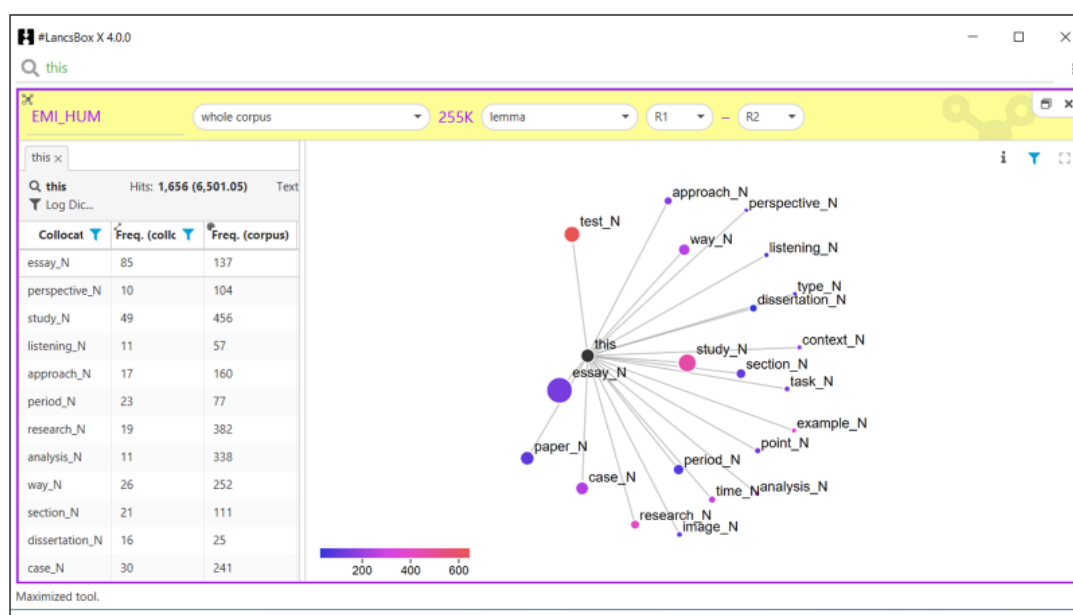 #LancsBox X 4.0.0
this
EMI_HUM whole corpus 255K lemma R1 – R2
this ×
this Hits: 1,656 (6,501.05) Text
Log Dic...
Collocat Freq. (collc Freq. (corpus)
essay_N 85 137
perspective_N 10 104
study_N 49 456
listening_N 11 57
approach_N 17 160
period_N 23 77
research_N 19 382
analysis_N 11 338
way_N 26 252
section_N 21 111
dissertation_N 16 25
case_N 30 241
approach_N
perspective_N
test_N
way_N
listening_N
type_N
dissertation_N
context_N
this
study_N
section_N
essay_N
task_N
example_N
point_N
paper_N
period_N
case_N
time_N
analysis_N
research_N
image_N
200 400 600
Maximized tool.